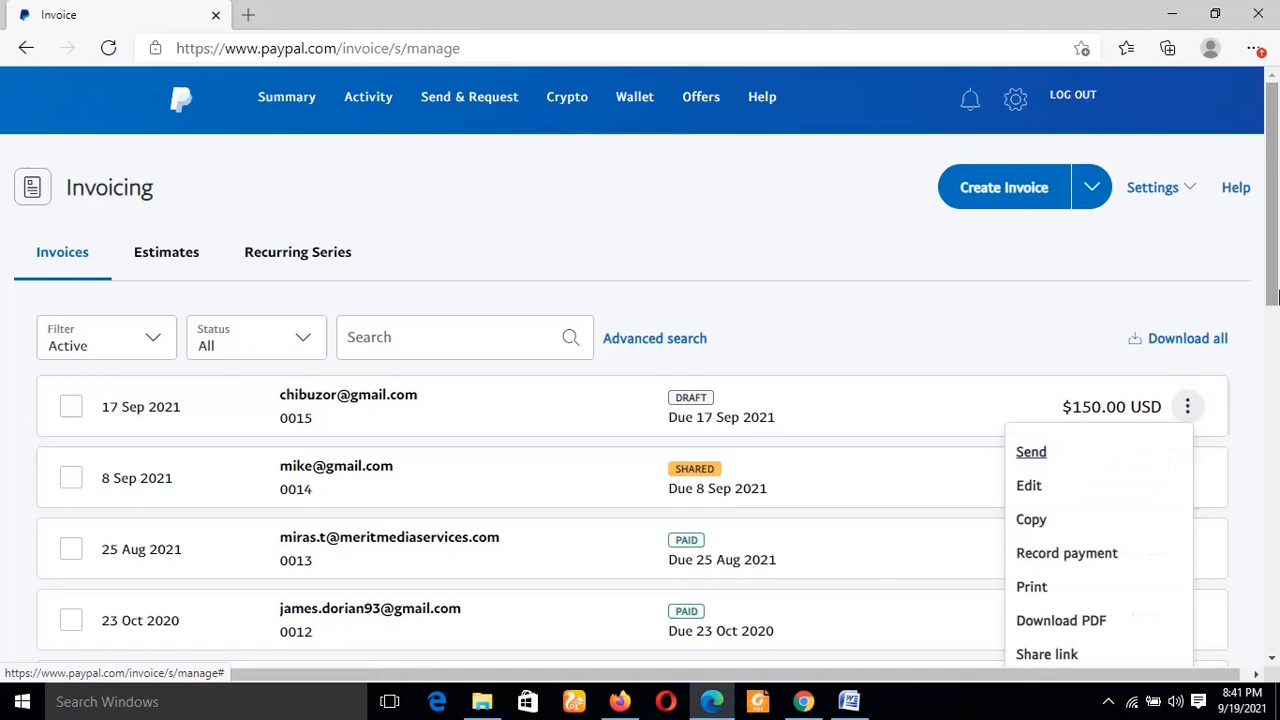 Invoice
https://www.paypal.com/invoice/s/manage
Summary Activity Send & Request Crypto Wallet Offers Help LOG OUT
Invoicing Create Invoice Settings Help
Invoices Estimates Recurring Series
Filter
Active
Status
All
Search
Advanced search
Download all
17 Sep 2021
chibuzor@gmail.com
0015
DRAFT
Due 17 Sep 2021
$150.00 USD
8 Sep 2021
mike@gmail.com
0014
SHARED
Due 8 Sep 2021
25 Aug 2021
miras.t@meritmediaservices.com
0013
PAID
Due 25 Aug 2021
23 Oct 2020
james.dorian93@gmail.com
0012
PAID
Due 23 Oct 2020
Send
Edit
Copy
Record payment
Print
Download PDF
Share link
https://www.paypal.com/invoice/s/manage#
Search Windows
8:41 PM
9/19/2021